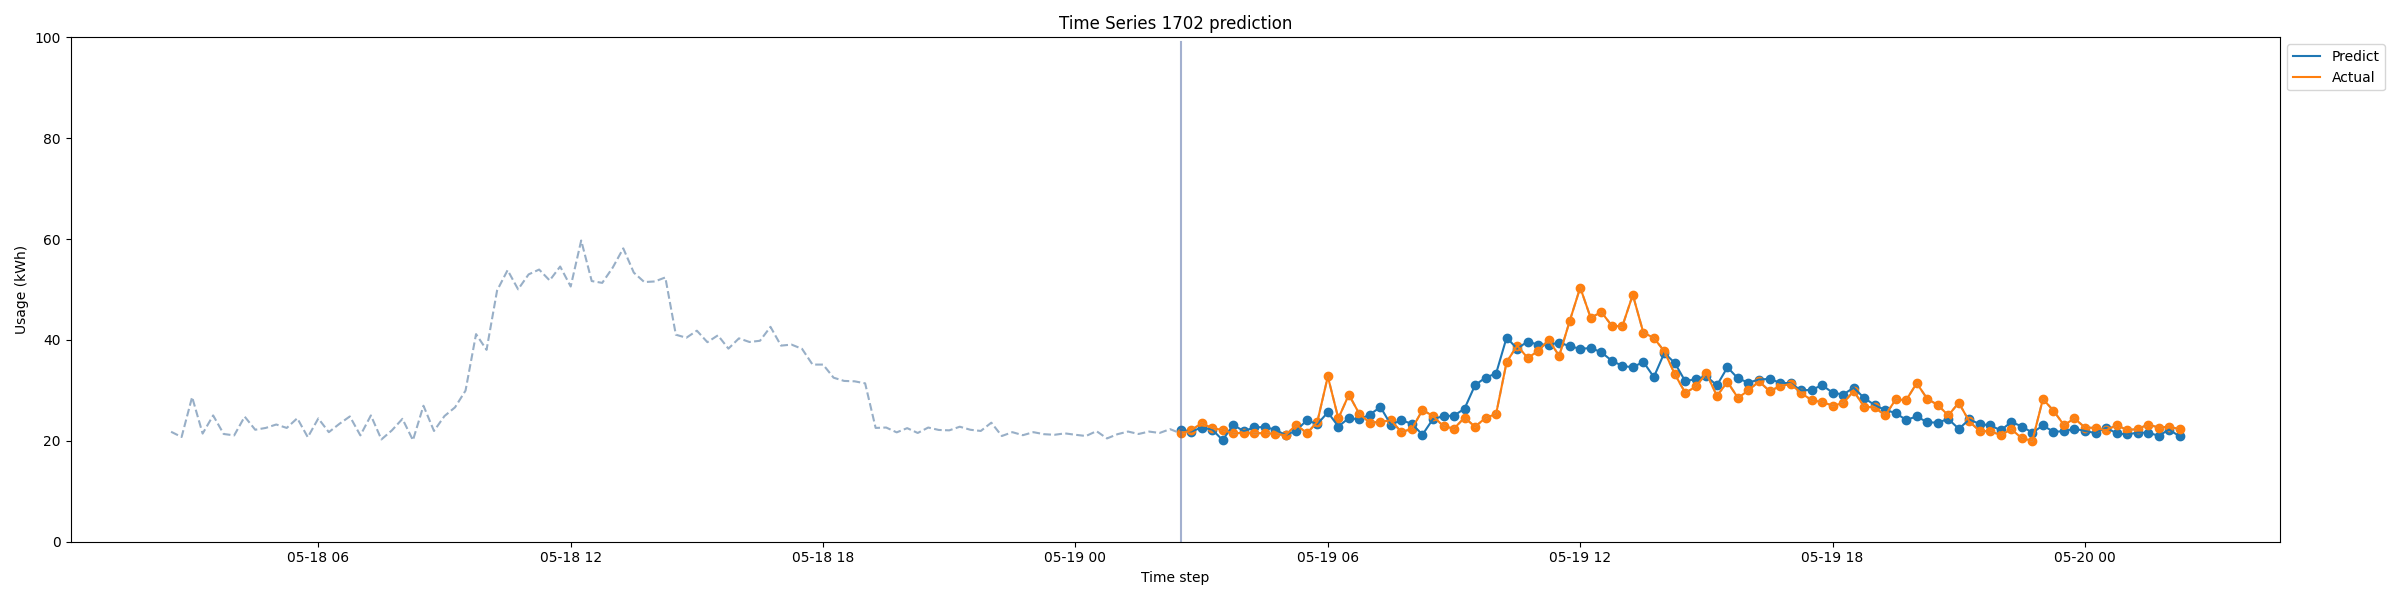 Time Series 1702 prediction
100
80
60
40
20
0
Usage (kWh)
05-18 06
05-18 12
05-18 18
05-19 00
05-19 06
05-19 12
05-19 18
05-20 00
Time step
Predict
Actual